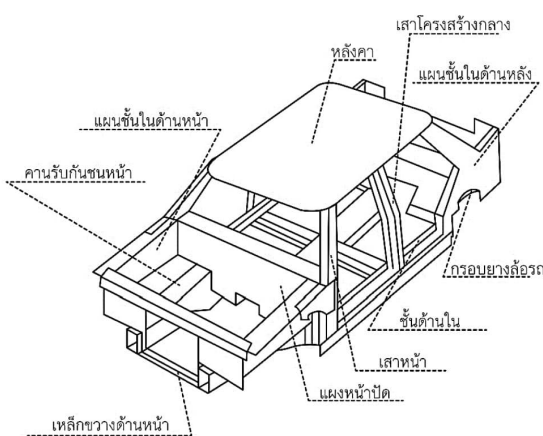 เสาโครงสร้างกลาง
หลังคา
แผนชั้นในด้านหลัง
แผนชั้นในด้านหน้า
คานรับกันชนหน้า
กรอบยางล้อรถ
ชั้นด้านใน
เสาหน้า
แผงหน้าปัด
เหล็กขวางด้านหน้า